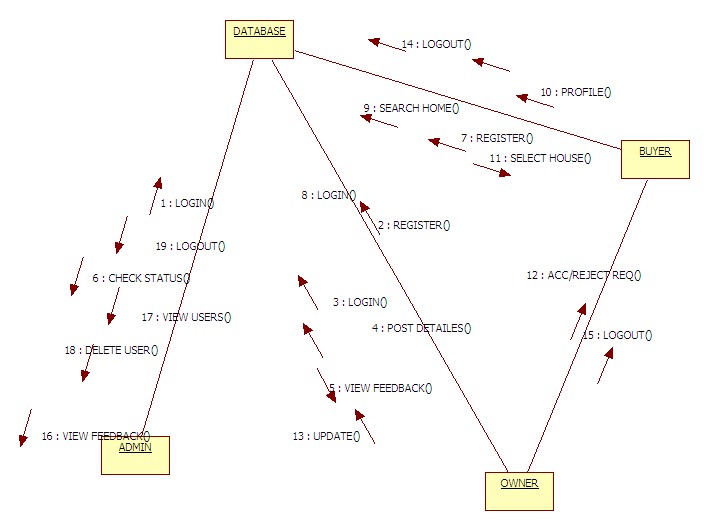 DATABASE
14 : LOGOUT()
10 : PROFILE()
9 : SEARCH HOME()
7 : REGISTER()
11 : SELECT HOUSE()
BUYER
8 : LOGIN()
1 : LOGIN()
2 : REGISTER()
19 : LOGOUT()
6 : CHECK STATUS()
12 : ACC/REJECT REQ()
3 : LOGIN()
17 : VIEW USERS()
4 : POST DETAILES()
15 : LOGOUT()
18 : DELETE USER()
5 : VIEW FEEDBACK()
16 : VIEW FEEDBACK()
13 : UPDATE()
ADMIN
OWNER